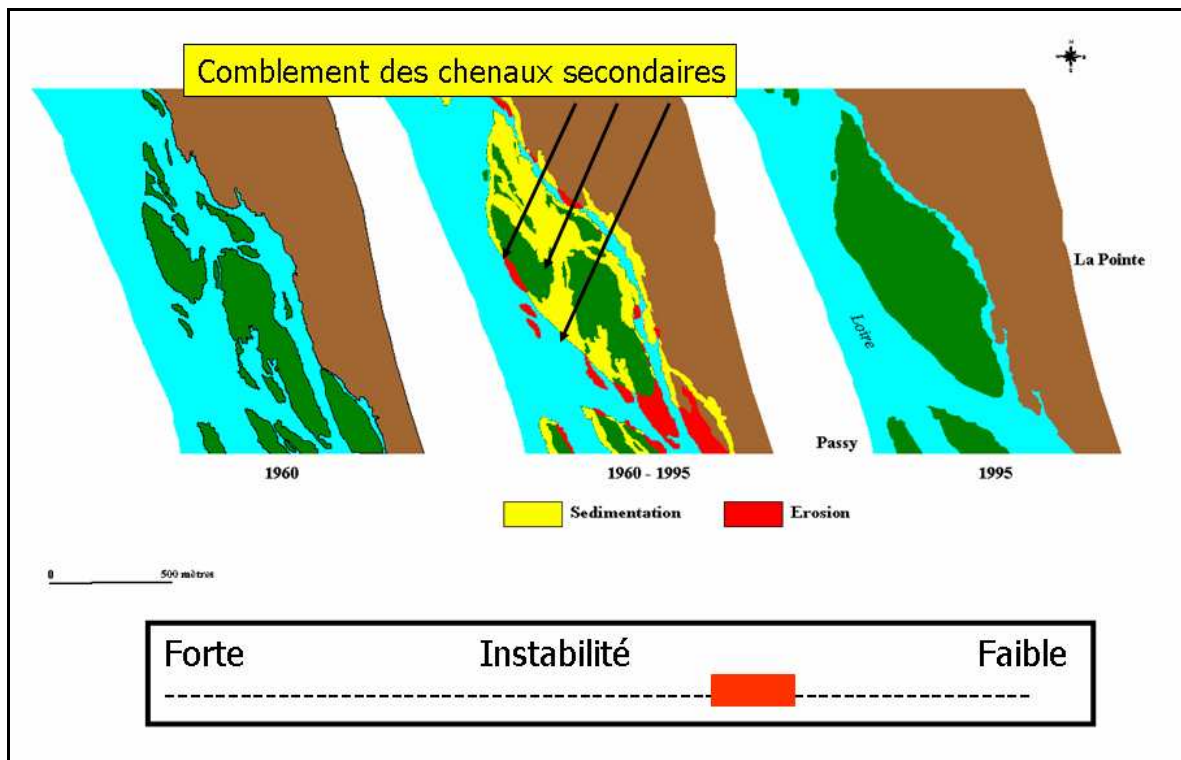 Comblement des chenaux secondaires
La Pointe
Loire
Passy
1960
1960 - 1995
1995
Sedimentation
Erosion
0
500 mètres
Forte
Instabilité
Faible